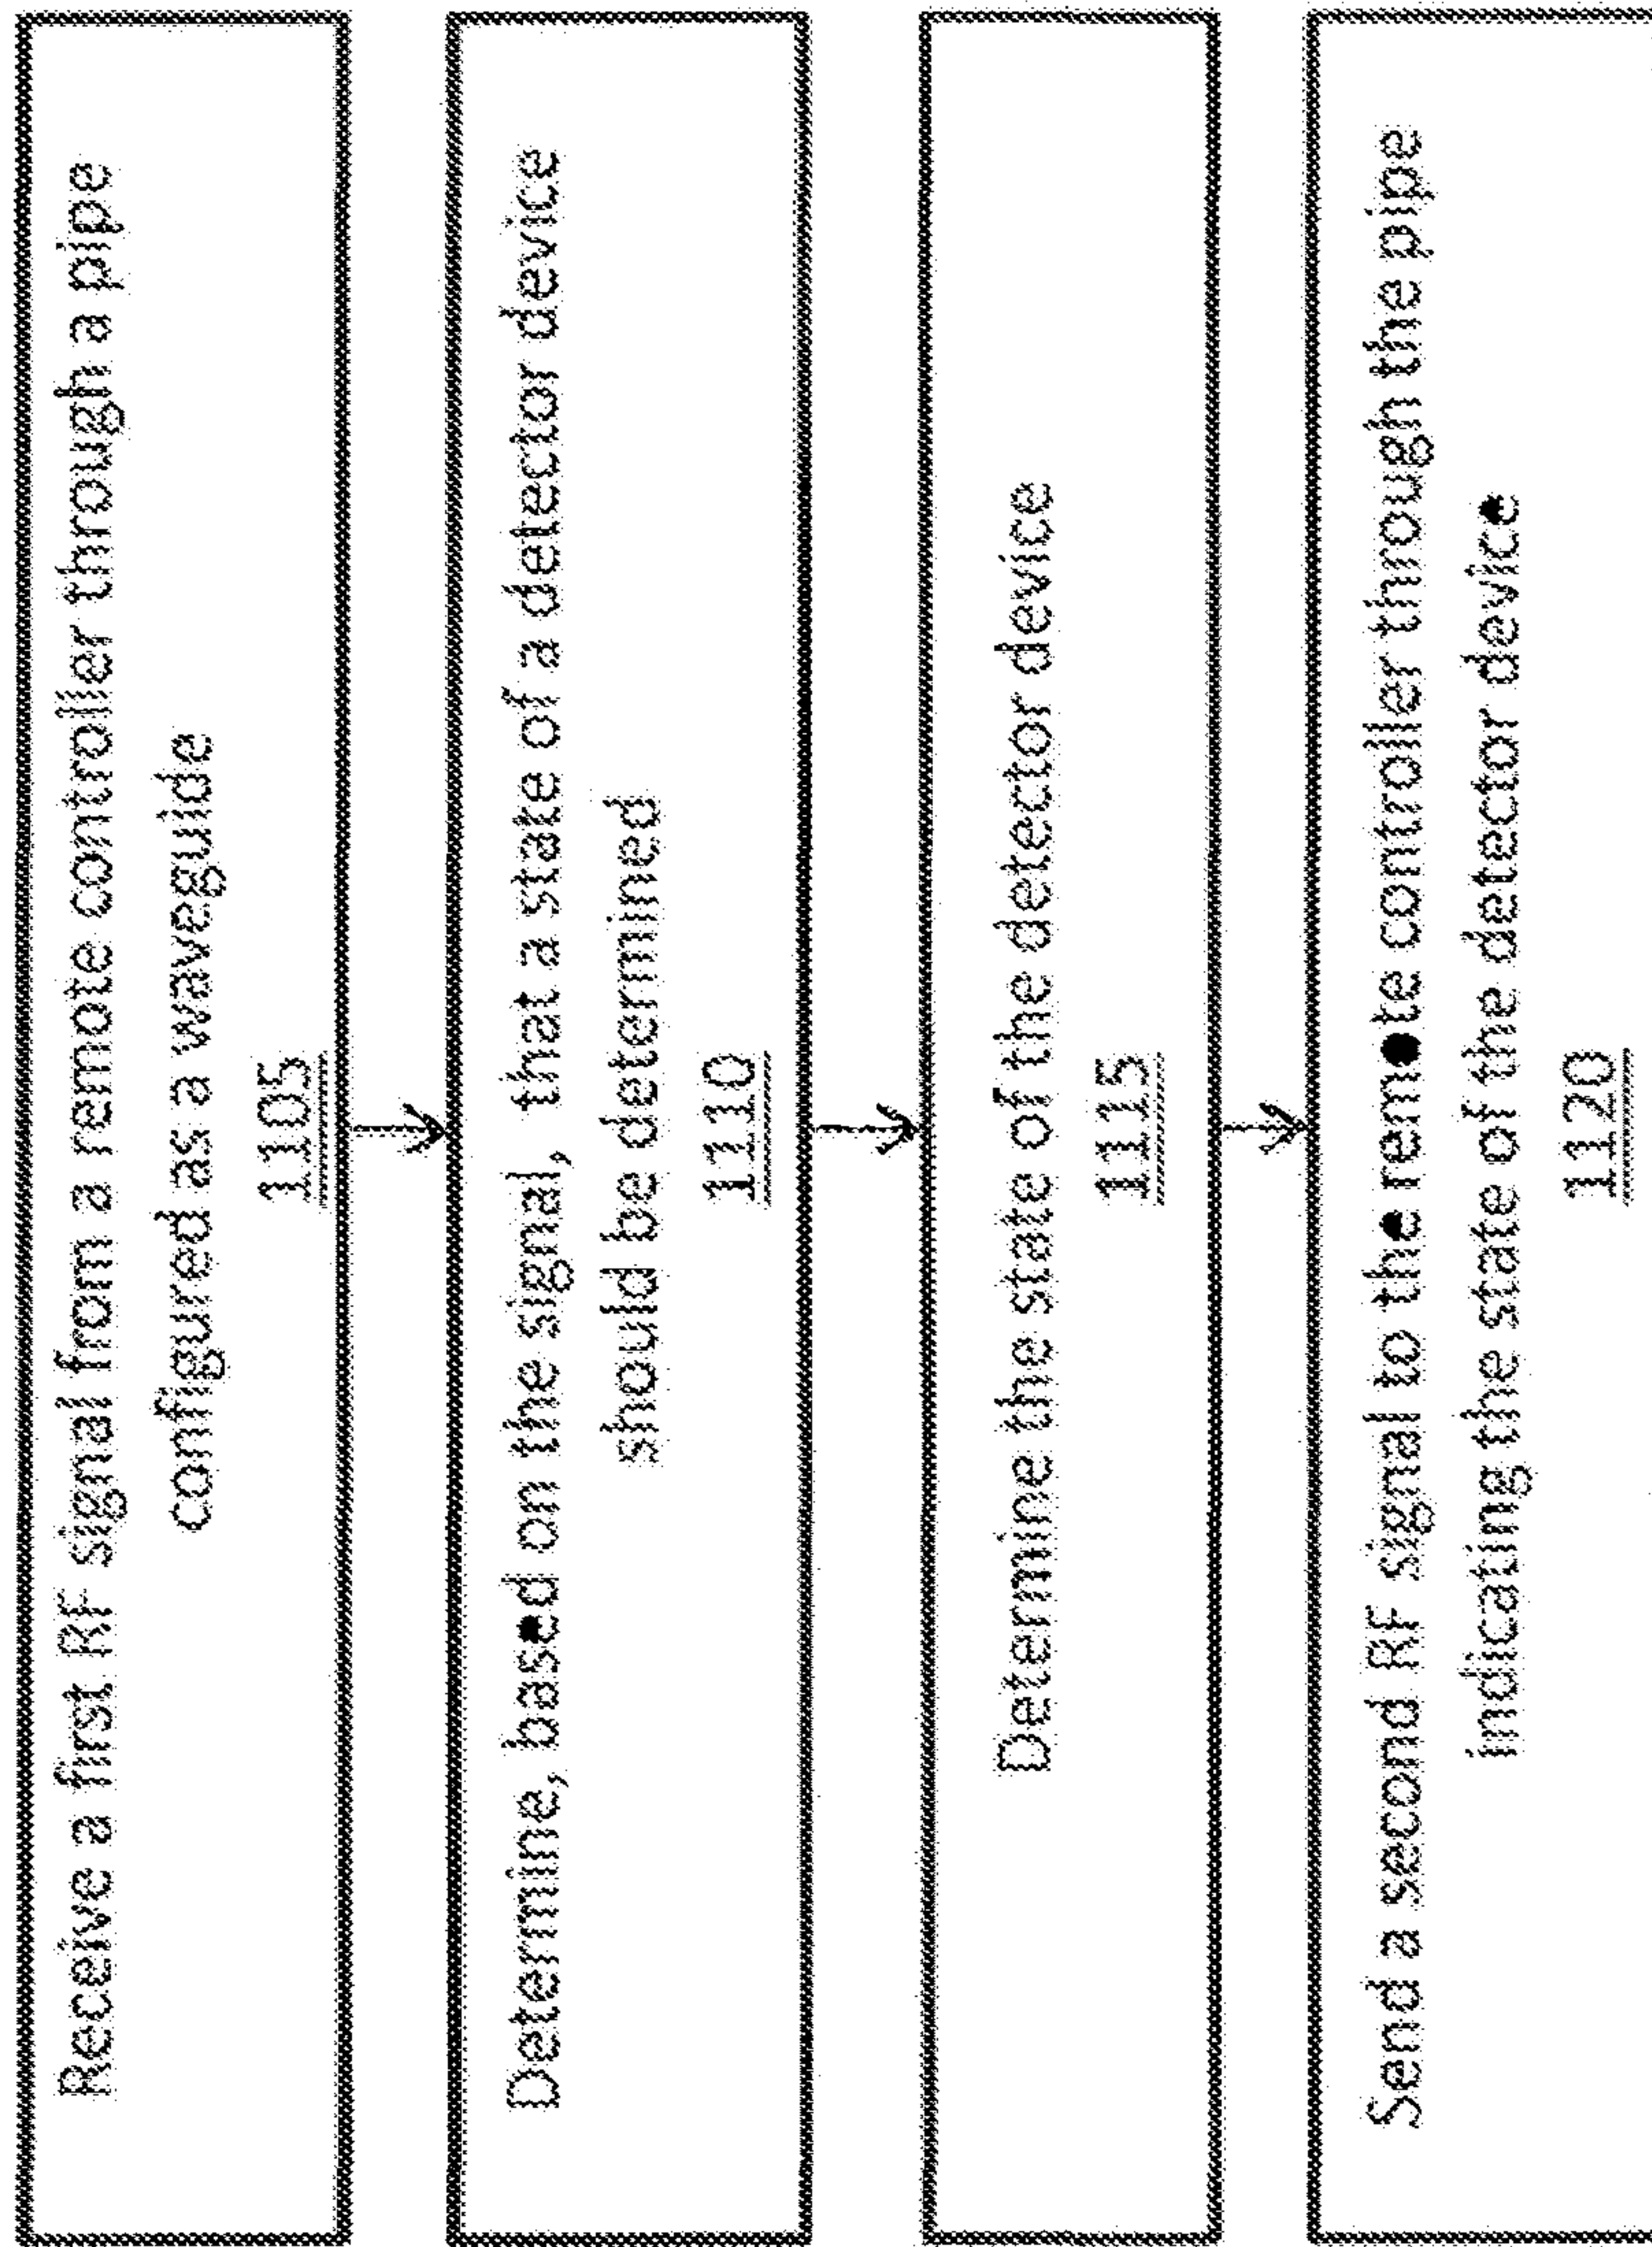 Receive a first RF signal from a remote controller through a pipe
configured as a waveguide
1105
Determine, based on the signal, that a state of a detector device
should be determined
1110
Determine the state of the detector device
1115
Send a second RF signal to the remote controller through the pipe
indicating the state of the detector device
1120